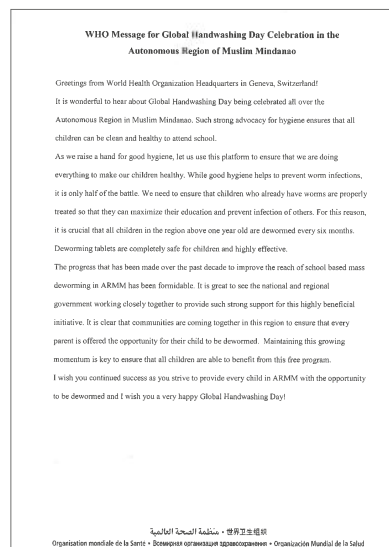 WHO Message for Global Handwashing Day Celebration in the
Autonomous Region of Muslim Mindanao
Greetings from World Health Organization Headquarters in Geneva, Switzerland!
It is wonderful to hear about Global Handwashing Day being celebrated all over the
Autonomous Region in Muslim Mindanao. Such strong advocacy for hygiene ensures that all
children can be clean and healthy to attend school.
As we raise a hand for good hygiene, let us use this platform to ensure that we are doing
everything to make our children healthy. While good hygiene helps to prevent worm infections,
it is only half of the battle. We need to ensure that children who already have worms are properly
treated so that they can maximize their education and prevent infection of others. For this reason,
it is crucial that all children in the region above one year old are dewormed every six months.
Deworming tablets are completely safe for children and highly effective.
The progress that has been made over the past decade to improve the reach of school based mass
deworming in ARMM has been formidable. It is great to see the national and regional
government working closely together to provide such strong support for this highly beneficial
initiative. It is clear that communities are coming together in this region to ensure that every
parent is offered the opportunity for their child to be dewormed. Maintaining this growing
momentum is key to ensure that all children are able to benefit from this free program.
I wish you continued success as you strive to provide every child in ARMM with the opportunity
to be dewormed and I wish you a very happy Global Handwashing Day!
世界卫生组织 • منظمة الصحة العالمية
Organisation mondiale de la Santé • Всемирная организация здравоохранения • Organización Mundial de la Salud